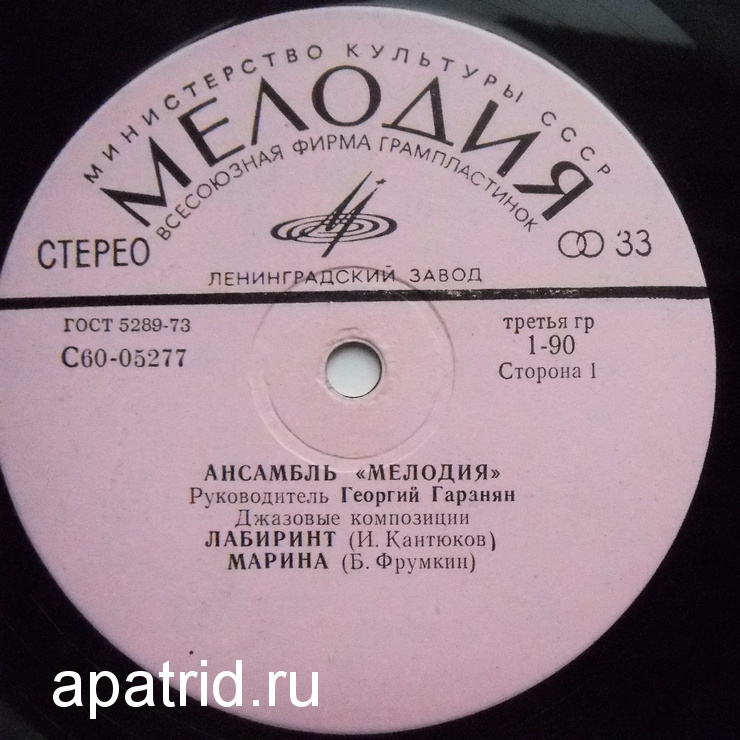 МИНИСТЕРСТВО КУЛЬТУРЫ СССР
МЕЛОДИЯ
ВСЕСОЮЗНАЯ ФИРМА ГРАМПЛАСТИНОК
СТЕРЕО
33
ЛЕНИНГРАДСКИЙ ЗАВОД
ГОСТ 5289-73
С60-05277
третья гр
1-90
Сторона 1
АНСАМБЛЬ «МЕЛОДИЯ»
Руководитель Георгий Гаранян
Джазовые композиции
ЛАБИРИНТ (И. Кантюков)
МАРИНА (Б. Фрумкин)
apatrid.ru